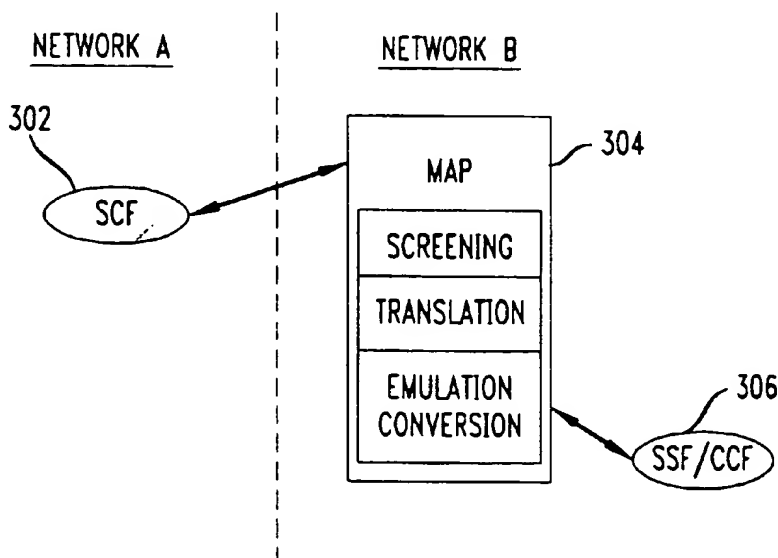 NETWORK A
NETWORK B
302
304
MAP
SCF
SCREENING
TRANSLATION
EMULATION
CONVERSION
306
SSF/CCF